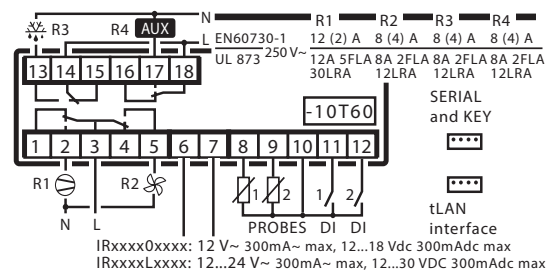 N R1 R2 R3 R4
R3 R4 AUX L EN60730-1 250 V~ 12 (2) A 8 (4) A 8 (4) A 8 (4) A
UL 873 12A 5FLA 8A 2FLA 8A 2FLA 8A 2FLA
30LRA 12LRA 12LRA 12LRA
13 14 15 16 17 18
SERIAL
and KEY
-10T60
1 2 3 4 5 6 7 8 9 10 11 12
R1 R2 1 2 1 2
tLAN
interface
N L PROBES DI DI
IRxxxx0xxxx: 12 V~ 300mA~ max, 12...18 Vdc 300mAdc max
IRxxxxLxxxx: 12...24 V~ 300mA~ max, 12...30 VDC 300mAdc max